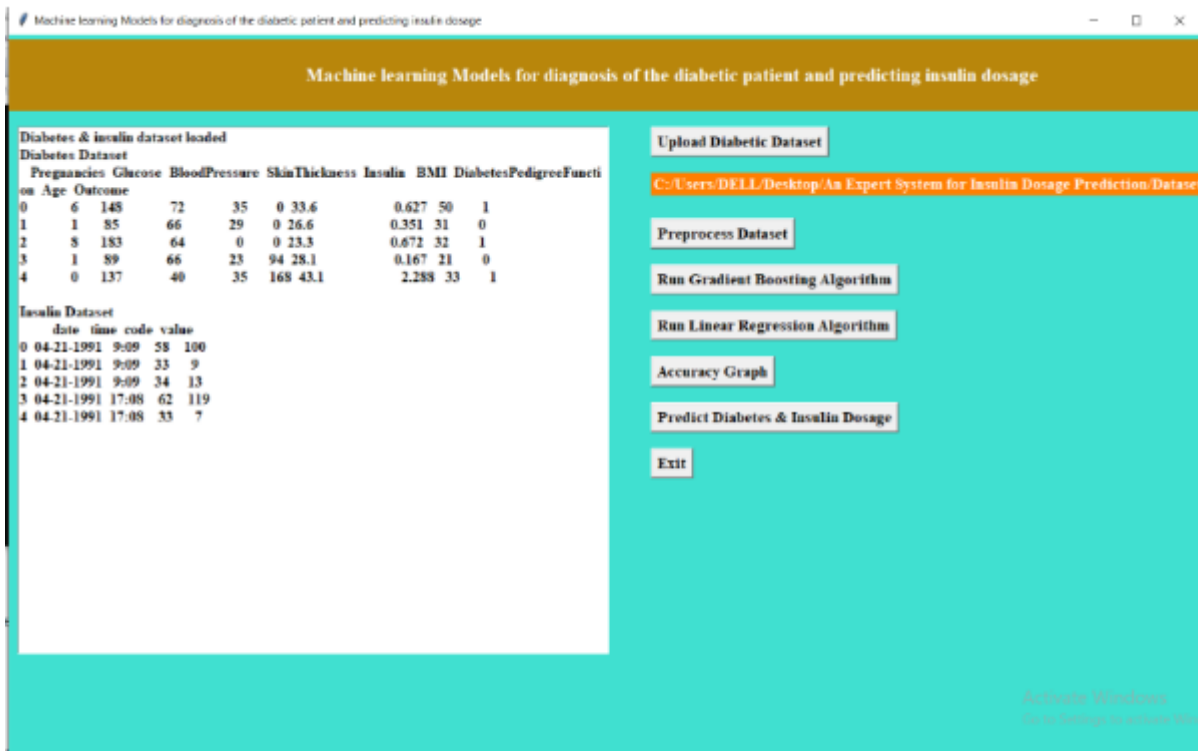 Machine learning Models for diagnosis of the diabetic patient and predicting insulin dosage
Machine learning Models for diagnosis of the diabetic patient and predicting insulin dosage
Diabetes & insulin dataset loaded
Diabetes Dataset
Pregnancies Glucose BloodPressure SkinThickness Insulin BMI DiabetesPedigreeFuncti
on Age Outcome
0 6 148 72 35 0 33.6 0.627 50 1
1 1 85 66 29 0 26.6 0.351 31 0
2 8 183 64 0 0 23.3 0.672 32 1
3 1 89 66 23 94 28.1 0.167 21 0
4 0 137 40 35 168 43.1 2.288 33 1
Insulin Dataset
date time code value
0 04-21-1991 9:09 58 100
1 04-21-1991 9:09 33 9
2 04-21-1991 9:09 34 13
3 04-21-1991 17:08 62 119
4 04-21-1991 17:08 33 7
Upload Diabetic Dataset
C:/Users/DELL/Desktop/An Expert System for Insulin Dosage Prediction/Datase
Preprocess Dataset
Run Gradient Boosting Algorithm
Run Linear Regression Algorithm
Accuracy Graph
Predict Diabetes & Insulin Dosage
Exit
Activate Windows
Go to Settings to activate